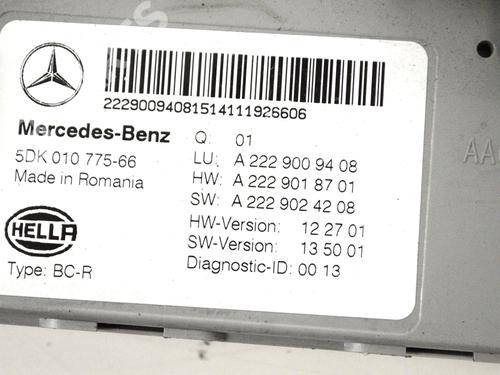 2229009408151411192 6606
Mercedes-Benz
Q: 01
5DK 010 775-66
LU: A 222 900 94 08
Made in Romania
HW: A 222 901 87 01
SW: A 222 902 42 08
HELLA
HW-Version: 12 27 01
SW-Version: 13 50 01
Type: BC-R
Diagnostic-ID: 00 13
AA